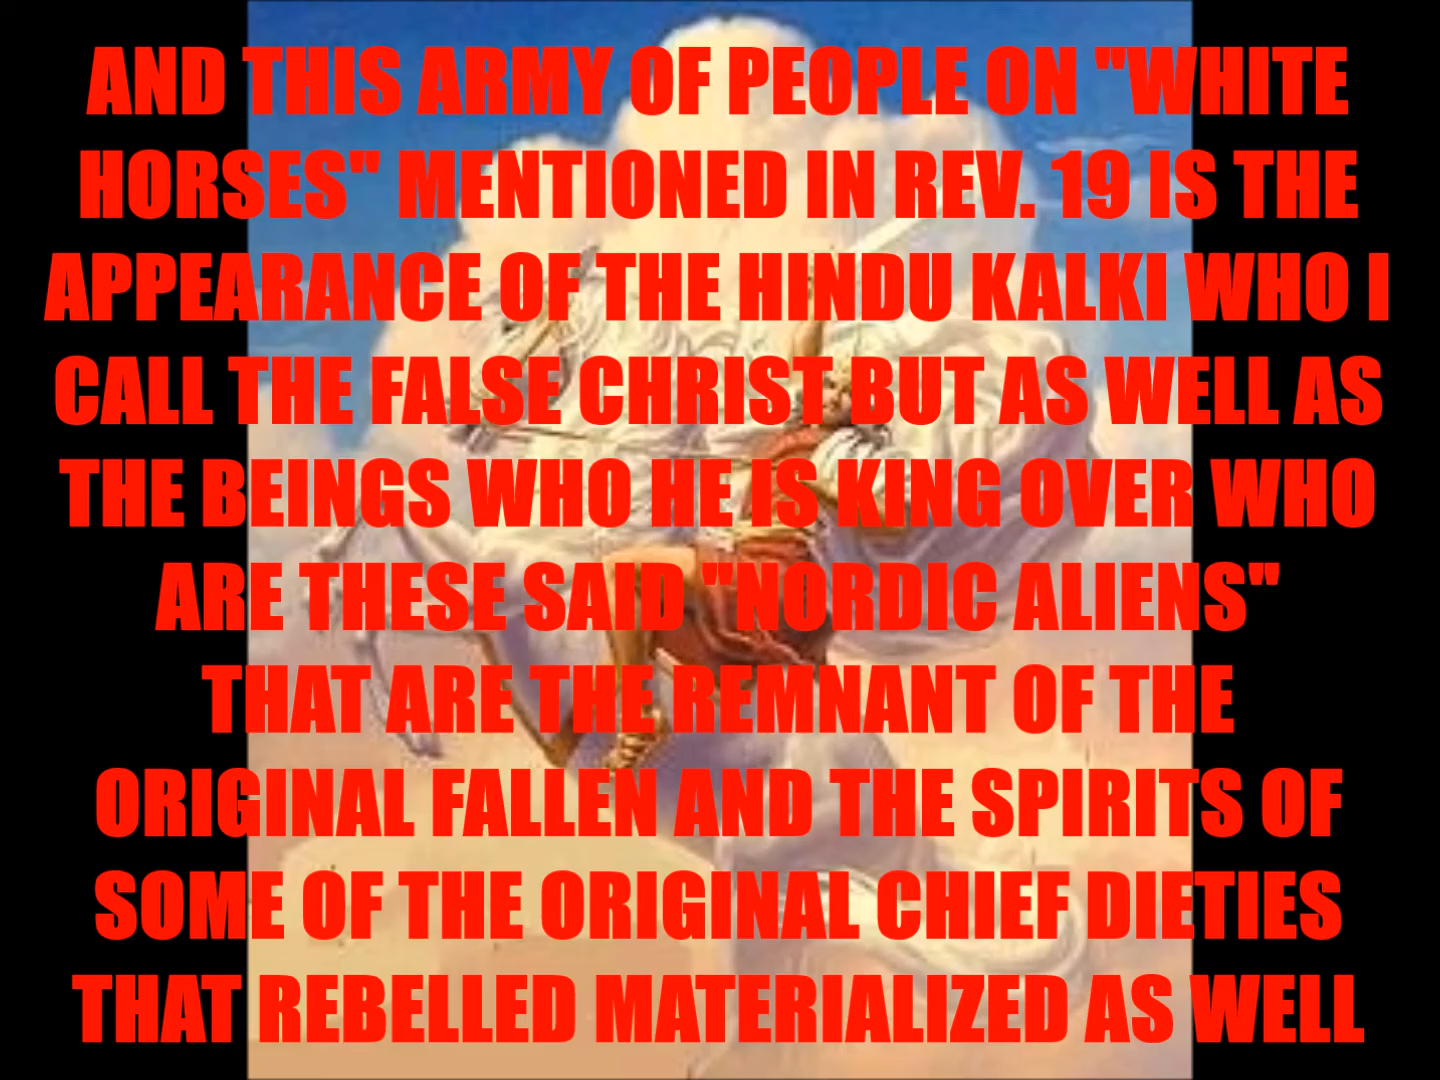 AND THIS ARMY OF PEOPLE ON "WHITE
HORSES" MENTIONED IN REV. 19 IS THE
APPEARANCE OF THE HINDU KALKI WHO I
CALL THE FALSE CHRIST BUT AS WELL AS
THE BEINGS WHO HE IS KING OVER WHO
ARE THESE SAID "NORDIC ALIENS"
THAT ARE THE REMNANT OF THE
ORIGINAL FALLEN AND THE SPIRITS OF
SOME OF THE ORIGINAL CHIEF DIETIES
THAT REBELLED MATERIALIZED AS WELL